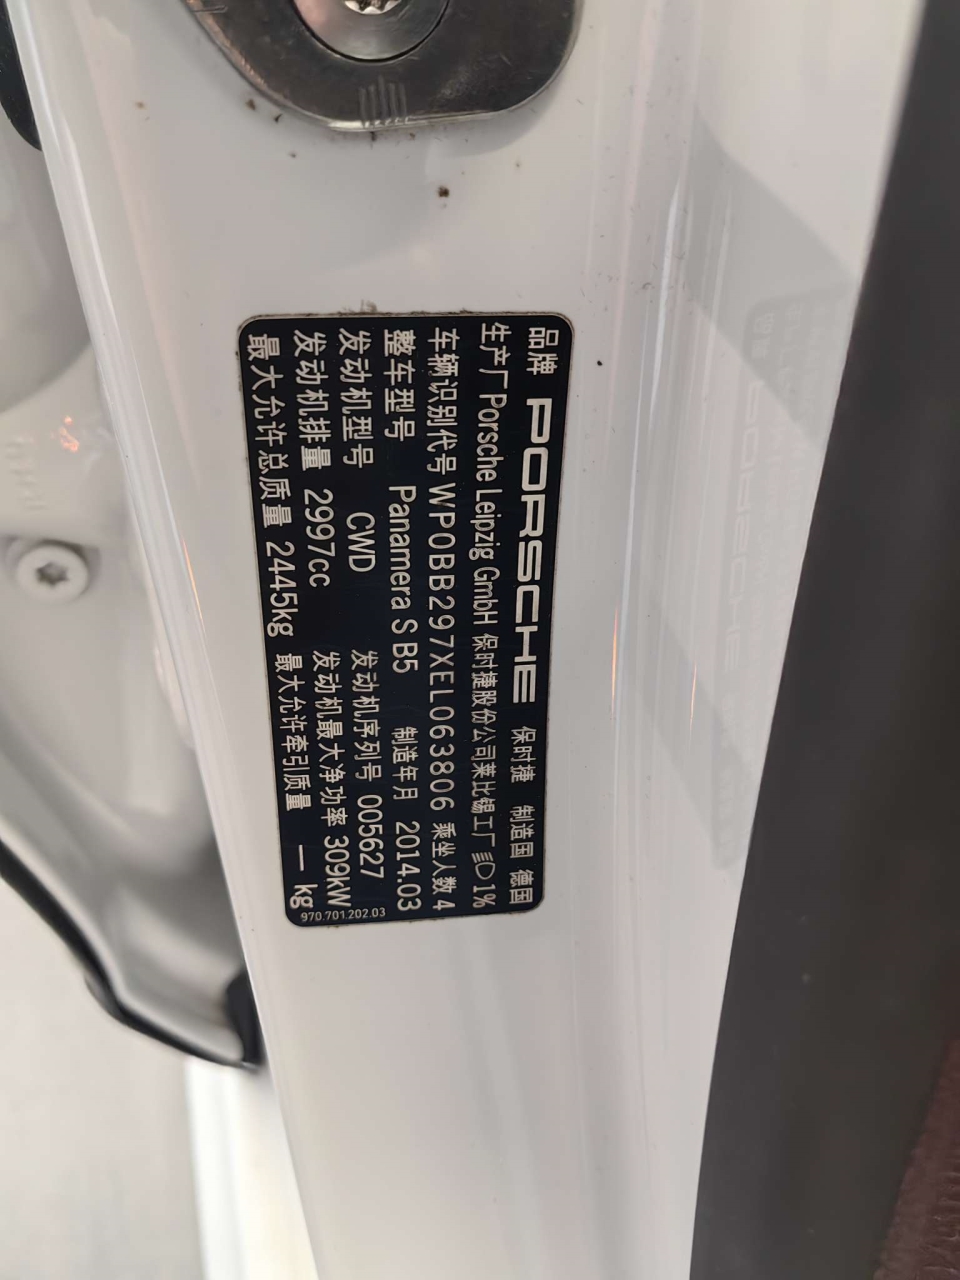 品牌 PORSCHE 保时捷 制造国 德国
生产厂 Porsche Leipzig GmbH 保时捷股份公司莱比锡工厂 1%
车辆识别代号 WP0BB297XEL063806 乘坐人数 4
整车型号 Panamera S B5 制造年月 2014.03
发动机型号 CWD 发动机序列号 005627
发动机排量 2997cc 发动机最大净功率 309kW
最大允许总质量 2445kg 最大允许牵引质量 — kg
970.701.202.03